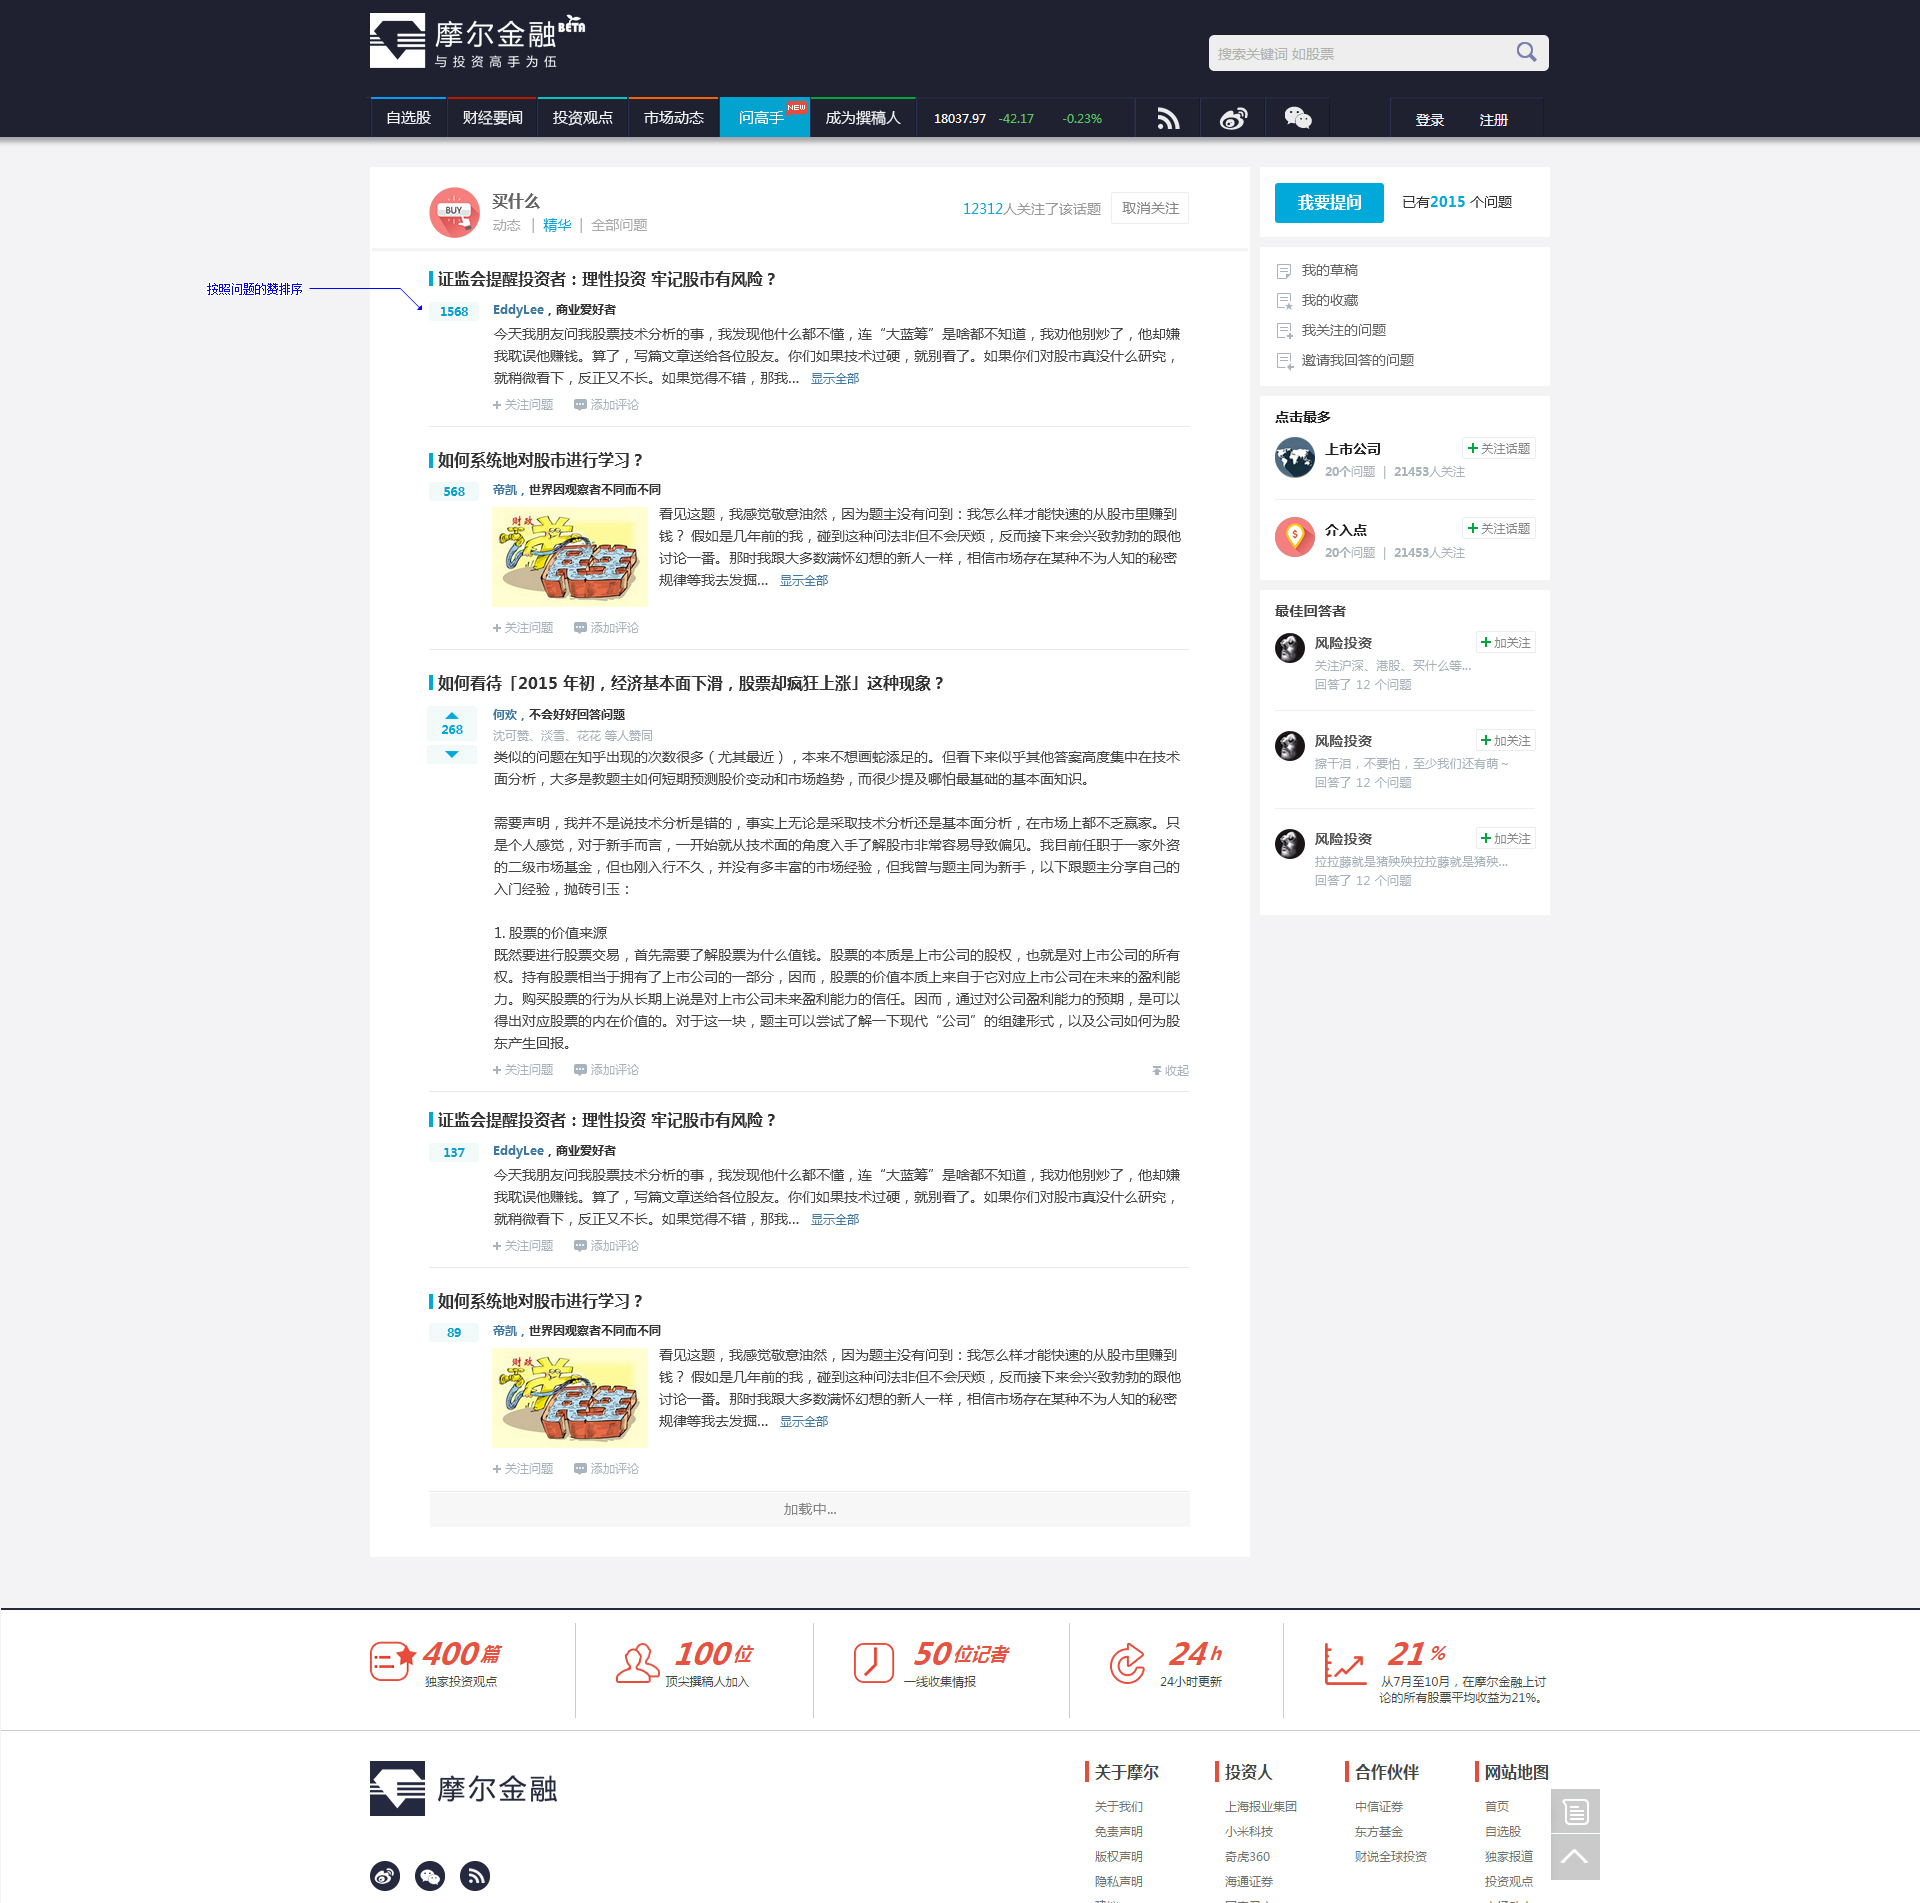 摩尔金融BETA
与投资高手为伍
搜索关键词 如股票
自选股
财经要闻
投资观点
市场动态
问高手
NEW
成为撰稿人
18037.97 -42.17 -0.23%
登录
注册
买什么
动态 | 精华 | 全部问题
12312人关注了该话题
取消关注
按照问题的赞排序
证监会提醒投资者：理性投资 牢记股市有风险？
1568
EddyLee，商业爱好者
今天我朋友问我股票技术分析的事，我发现他什么都不懂，连“大蓝筹”是啥都不知道，我劝他别炒了，他却嫌
我耽误他赚钱。算了，写篇文章送给各位股友。你们如果技术过硬，就别看了。如果你们对股市真没什么研究，
就稍微看下，反正又不长。如果觉得不错，那我... 显示全部
+ 关注问题 添加评论
如何系统地对股市进行学习？
568
帝凯，世界因观察者不同而不同
财政
民生
看见这题，我感觉敬意油然，因为题主没有问到：我怎么样才能快速的从股市里赚到
钱？ 假如是几年前的我，碰到这种问法非但不会厌烦，反而接下来会兴致勃勃的跟他
讨论一番。那时我跟大多数满怀幻想的新人一样，相信市场存在某种不为人知的秘密
规律等我去发掘... 显示全部
+ 关注问题 添加评论
如何看待「2015 年初，经济基本面下滑，股票却疯狂上涨」这种现象？
268
何欢，不会好好回答问题
沈可赞、淡雪、花花 等人赞同
类似的问题在知乎出现的次数很多（尤其最近），本来不想画蛇添足的。但看下来似乎其他答案高度集中在技术
面分析，大多是教题主如何短期预测股价变动和市场趋势，而很少提及哪怕最基础的基本面知识。
需要声明，我并不是说技术分析是错的，事实上无论是采取技术分析还是基本面分析，在市场上都不乏赢家。只
是个人感觉，对于新手而言，一开始就从技术面的角度入手了解股市非常容易导致偏见。我目前任职于一家外资
的二级市场基金，但也刚入行不久，并没有多丰富的市场经验，但我曾与题主同为新手，以下跟题主分享自己的
入门经验，抛砖引玉：
1. 股票的价值来源
既然要进行股票交易，首先需要了解股票为什么值钱。股票的本质是上市公司的股权，也就是对上市公司的所有
权。持有股票相当于拥有了上市公司的一部分，因而，股票的价值本质上来自于它对应上市公司在未来的盈利能
力。购买股票的行为从长期上说是对上市公司未来盈利能力的信任。因而，通过对公司盈利能力的预期，是可以
得出对应股票的内在价值的。对于这一块，题主可以尝试了解一下现代“公司”的组建形式，以及公司如何为股
东产生回报。
+ 关注问题 添加评论
收起
证监会提醒投资者：理性投资 牢记股市有风险？
137
EddyLee，商业爱好者
今天我朋友问我股票技术分析的事，我发现他什么都不懂，连“大蓝筹”是啥都不知道，我劝他别炒了，他却嫌
我耽误他赚钱。算了，写篇文章送给各位股友。你们如果技术过硬，就别看了。如果你们对股市真没什么研究，
就稍微看下，反正又不长。如果觉得不错，那我... 显示全部
+ 关注问题 添加评论
如何系统地对股市进行学习？
89
帝凯，世界因观察者不同而不同
财政
民生
看见这题，我感觉敬意油然，因为题主没有问到：我怎么样才能快速的从股市里赚到
钱？ 假如是几年前的我，碰到这种问法非但不会厌烦，反而接下来会兴致勃勃的跟他
讨论一番。那时我跟大多数满怀幻想的新人一样，相信市场存在某种不为人知的秘密
规律等我去发掘... 显示全部
+ 关注问题 添加评论
加载中...
我要提问
已有2015 个问题
我的草稿
我的收藏
我关注的问题
邀请我回答的问题
点击最多
上市公司
+关注话题
20个问题 | 21453人关注
介入点
+关注话题
20个问题 | 21453人关注
最佳回答者
风险投资
+加关注
关注沪深、港股、买什么等...
回答了 12 个问题
风险投资
+加关注
擦干泪，不要怕，至少我们还有萌~
回答了 12 个问题
风险投资
+加关注
拉拉藤就是猪殃殃拉拉藤就是猪殃...
回答了 12 个问题
400篇
独家投资观点
100位
顶尖撰稿人加入
50位记者
一线收集情报
24h
24小时更新
21%
从7月至10月，在摩尔金融上讨
论的所有股票平均收益为21%。
摩尔金融
关于摩尔
关于我们
免责声明
版权声明
隐私声明
投资人
上海报业集团
小米科技
奇虎360
海通证券
合作伙伴
中信证券
东方基金
财说全球投资
网站地图
首页
自选股
独家报道
投资观点